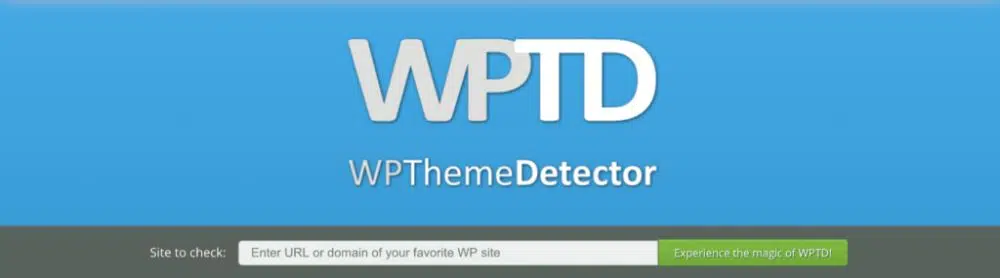 WPTD
WPThemeDetector
Site to check: Enter URL or domain of your favorite WP site Experience the magic of WPTD!